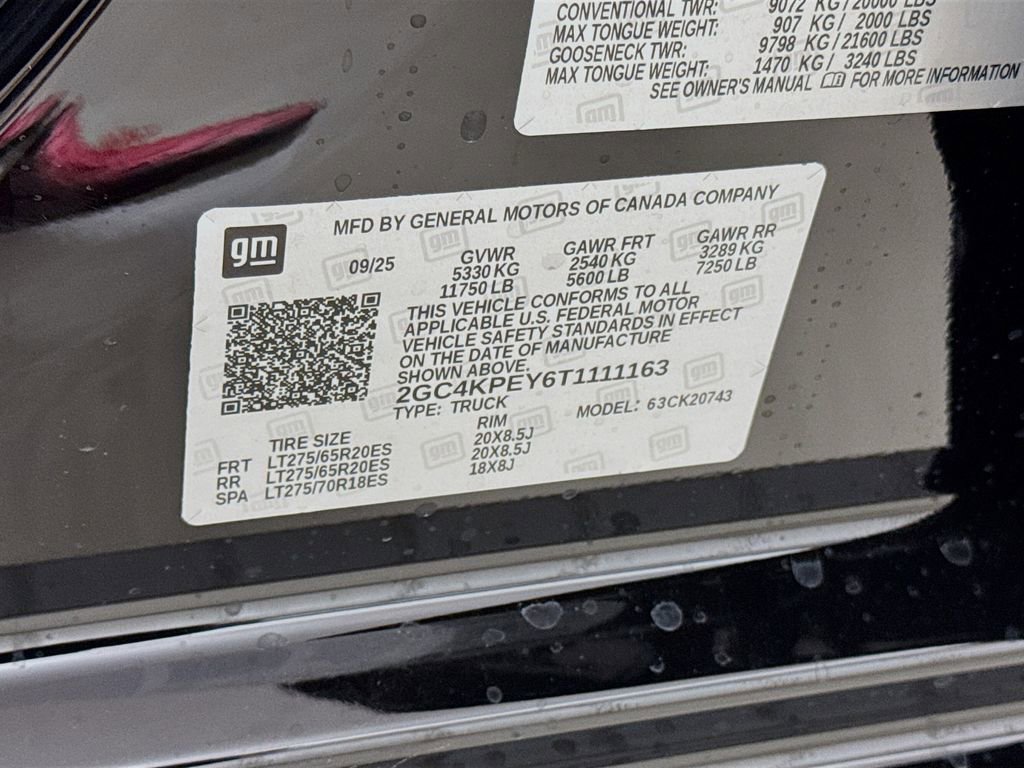 CONVENTIONAL TWR: 9072 KG/20000 LBS
MAX TONGUE WEIGHT: 907 KG/ 2000 LBS
GOOSENECK TWR: 9798 KG/21600 LBS
MAX TONGUE WEIGHT: 1470 KG/ 3240 LBS
SEE OWNER'S MANUAL FOR MORE INFORMATION
gm
MFD BY GENERAL MOTORS OF CANADA COMPANY
09/25
GVWR GAWR FRT GAWR RR
5330 KG 2540 KG 3289 KG
11750 LB 5600 LB 7250 LB
THIS VEHICLE CONFORMS TO ALL
APPLICABLE U.S. FEDERAL MOTOR
VEHICLE SAFETY STANDARDS IN EFFECT
ON THE DATE OF MANUFACTURE
SHOWN ABOVE.
2GC4KPEY6T1111163
TYPE: TRUCK MODEL: 63CK20743
TIRE SIZE RIM
FRT LT275/65R20ES 20X8.5J
RR LT275/65R20ES 20X8.5J
SPA LT275/70R18ES 18X8J